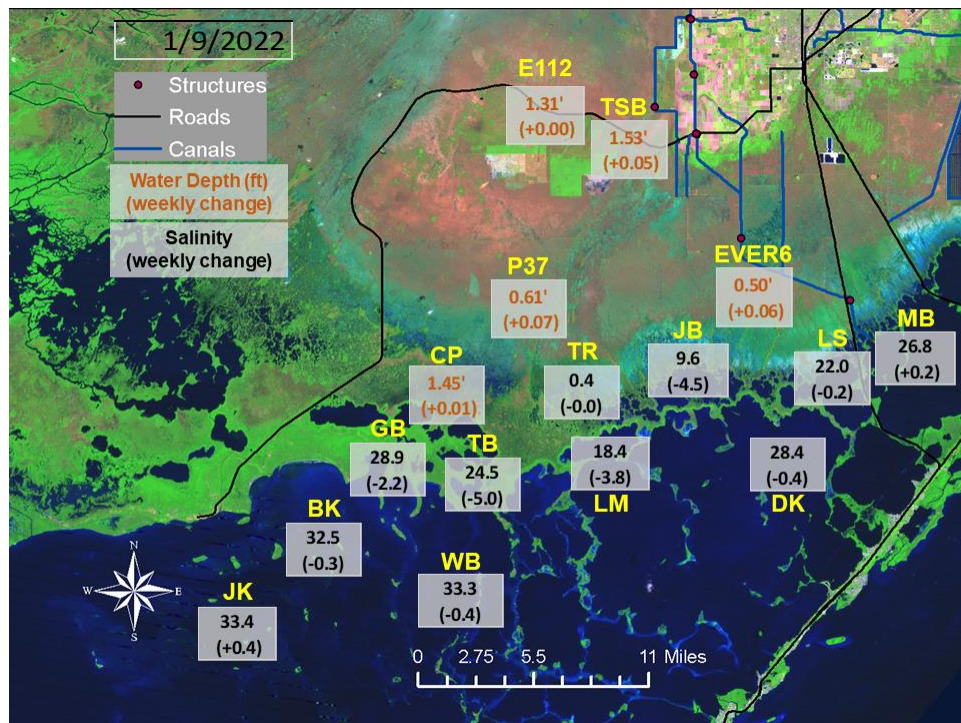 1/9/2022
Structures
Roads
Canals
Water Depth (ft)
(weekly change)
Salinity
(weekly change)
E112
1.31'
(+0.00)
TSB
1.53'
(+0.05)
P37
0.61'
(+0.07)
EVER6
0.50'
(+0.06)
CP
1.45'
(+0.01)
TR
0.4
(-0.0)
JB
9.6
(-4.5)
LS
22.0
(-0.2)
MB
26.8
(+0.2)
GB
28.9
(-2.2)
TB
24.5
(-5.0)
18.4
(-3.8)
LM
28.4
(-0.4)
DK
BK
32.5
(-0.3)
WB
33.3
(-0.4)
JK
33.4
(+0.4)
N
W
E
S
0 2.75 5.5 11 Miles